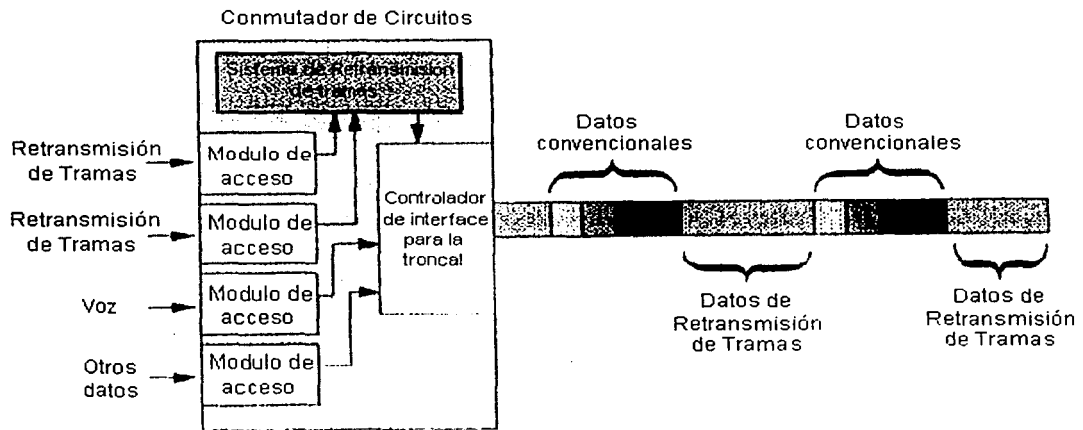 Conmutador de Circuitos
Sistema de Retransmision
de tramas
Retransmisión
de Tramas
Modulo de
acceso
Retransmisión
de Tramas
Modulo de
acceso
Voz
Modulo de
acceso
Otros
datos
Modulo de
acceso
Controlador
de interface
para la
troncal
Datos
convencionales
Datos
convencionales
Datos de
Retransmisión
de Tramas
Datos de
Retransmisión
de Tramas